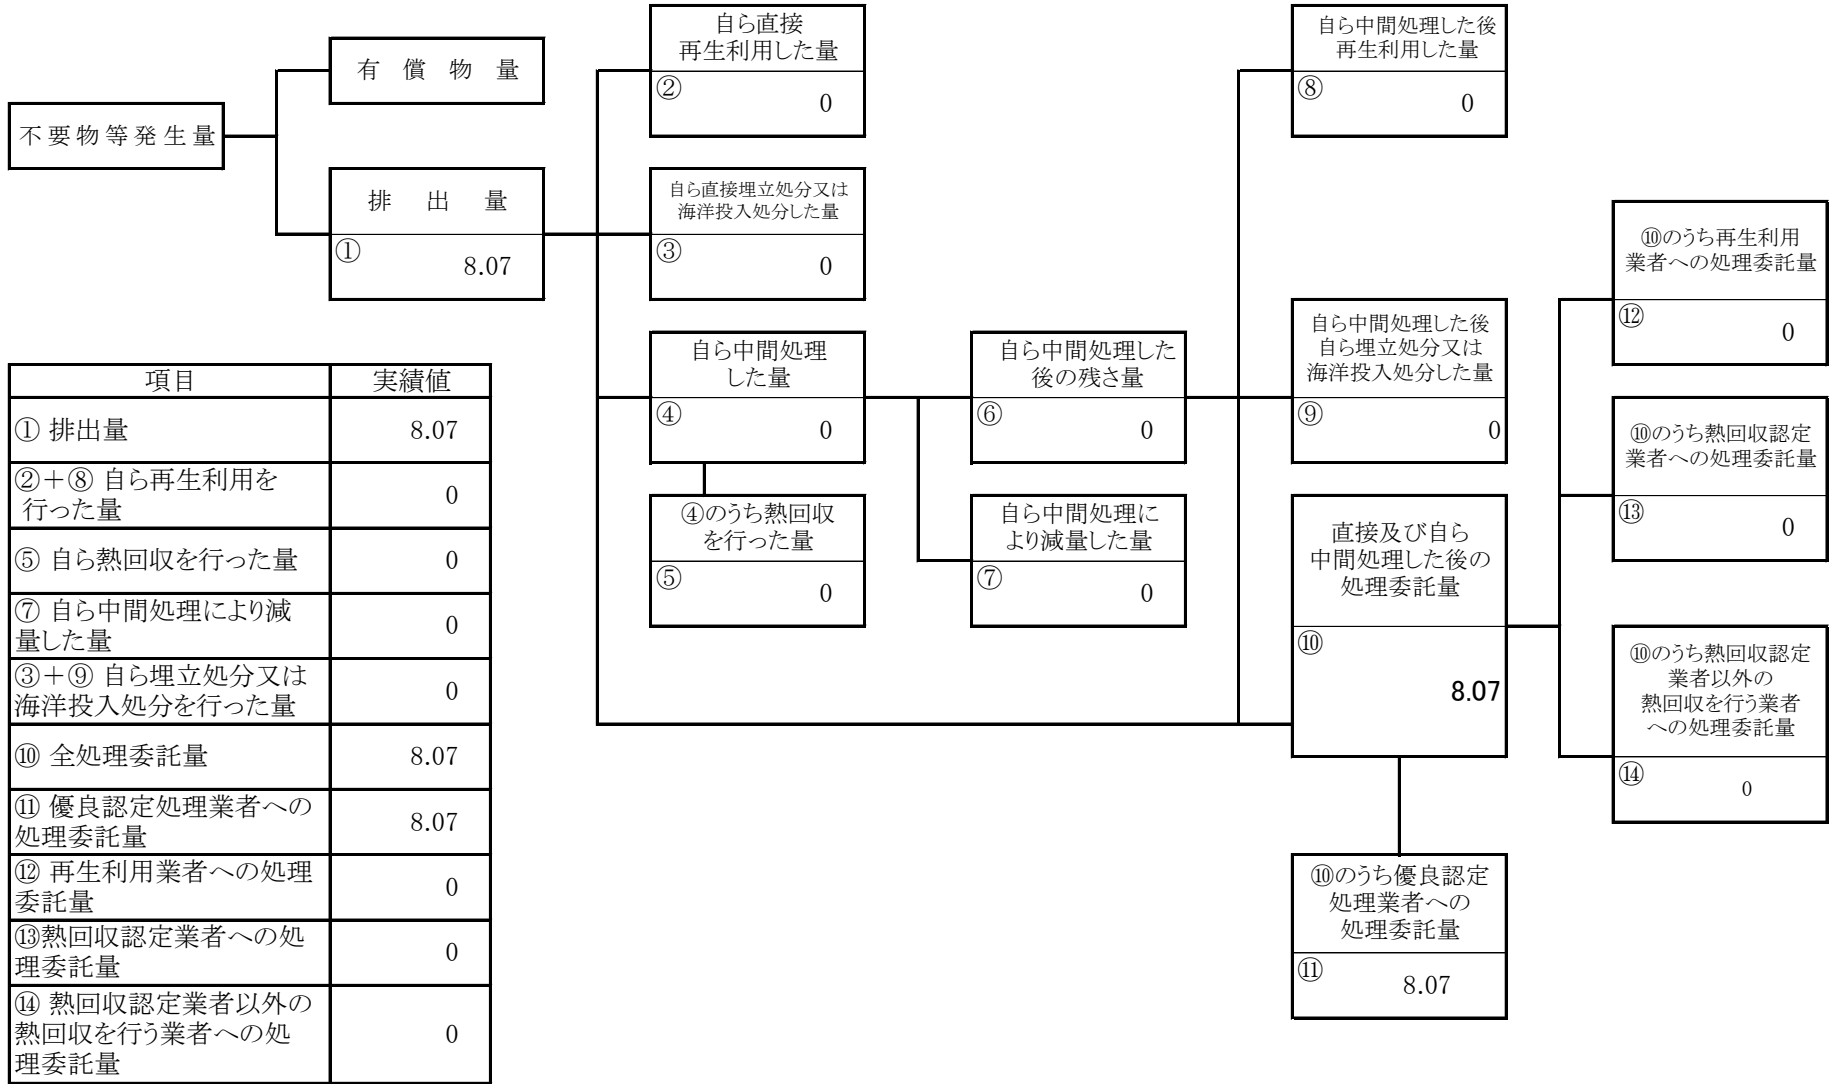 不要物等発生量
有償物量
排出量
①
8.07
自ら直接
再生利用した量
②
0
自ら直接埋立処分又は
海洋投入処分した量
③
0
自ら中間処理
した量
④
0
④のうち熱回収
を行った量
⑤
0
自ら中間処理した
後の残さ量
⑥
0
自ら中間処理に
より減量した量
⑦
0
自ら中間処理した後
再生利用した量
⑧
0
自ら中間処理した後
自ら埋立処分又は
海洋投入処分した量
⑨
0
直接及び自ら
中間処理した後の
処理委託量
⑩
8.07
⑩のうち優良認定
処理業者への
処理委託量
⑪
8.07
⑩のうち再生利用
業者への処理委託量
⑫
0
⑩のうち熱回収認定
業者への処理委託量
⑬
0
⑩のうち熱回収認定
業者以外の
熱回収を行う業者
への処理委託量
⑭
0
項目 実績値
① 排出量 8.07
②＋⑧ 自ら再生利用を
行った量 0
⑤ 自ら熱回収を行った量 0
⑦ 自ら中間処理により減
量した量 0
③＋⑨ 自ら埋立処分又は
海洋投入処分を行った量 0
⑩ 全処理委託量 8.07
⑪ 優良認定処理業者への
処理委託量 8.07
⑫ 再生利用業者への処理
委託量 0
⑬熱回収認定業者への処
理委託量 0
⑭ 熱回収認定業者以外の
熱回収を行う業者への処
理委託量 0